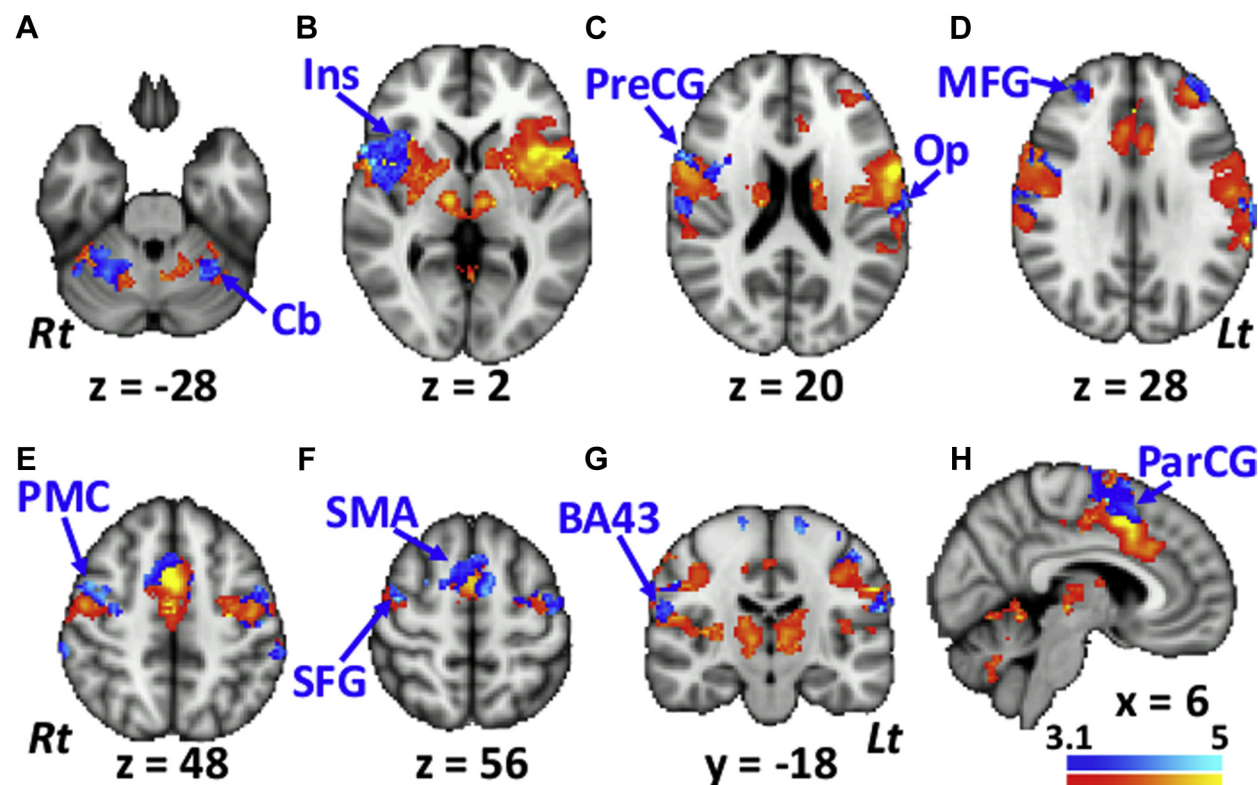 A
B
C
D
Ins
PreCG
MFG
Op
Cb
Rt
Lt
z = -28
z = 2
z = 20
z = 28
E
F
G
H
PMC
SMA
BA43
ParCG
SFG
Rt
Lt
x = 6
3.1 5
z = 48
z = 56
y = -18